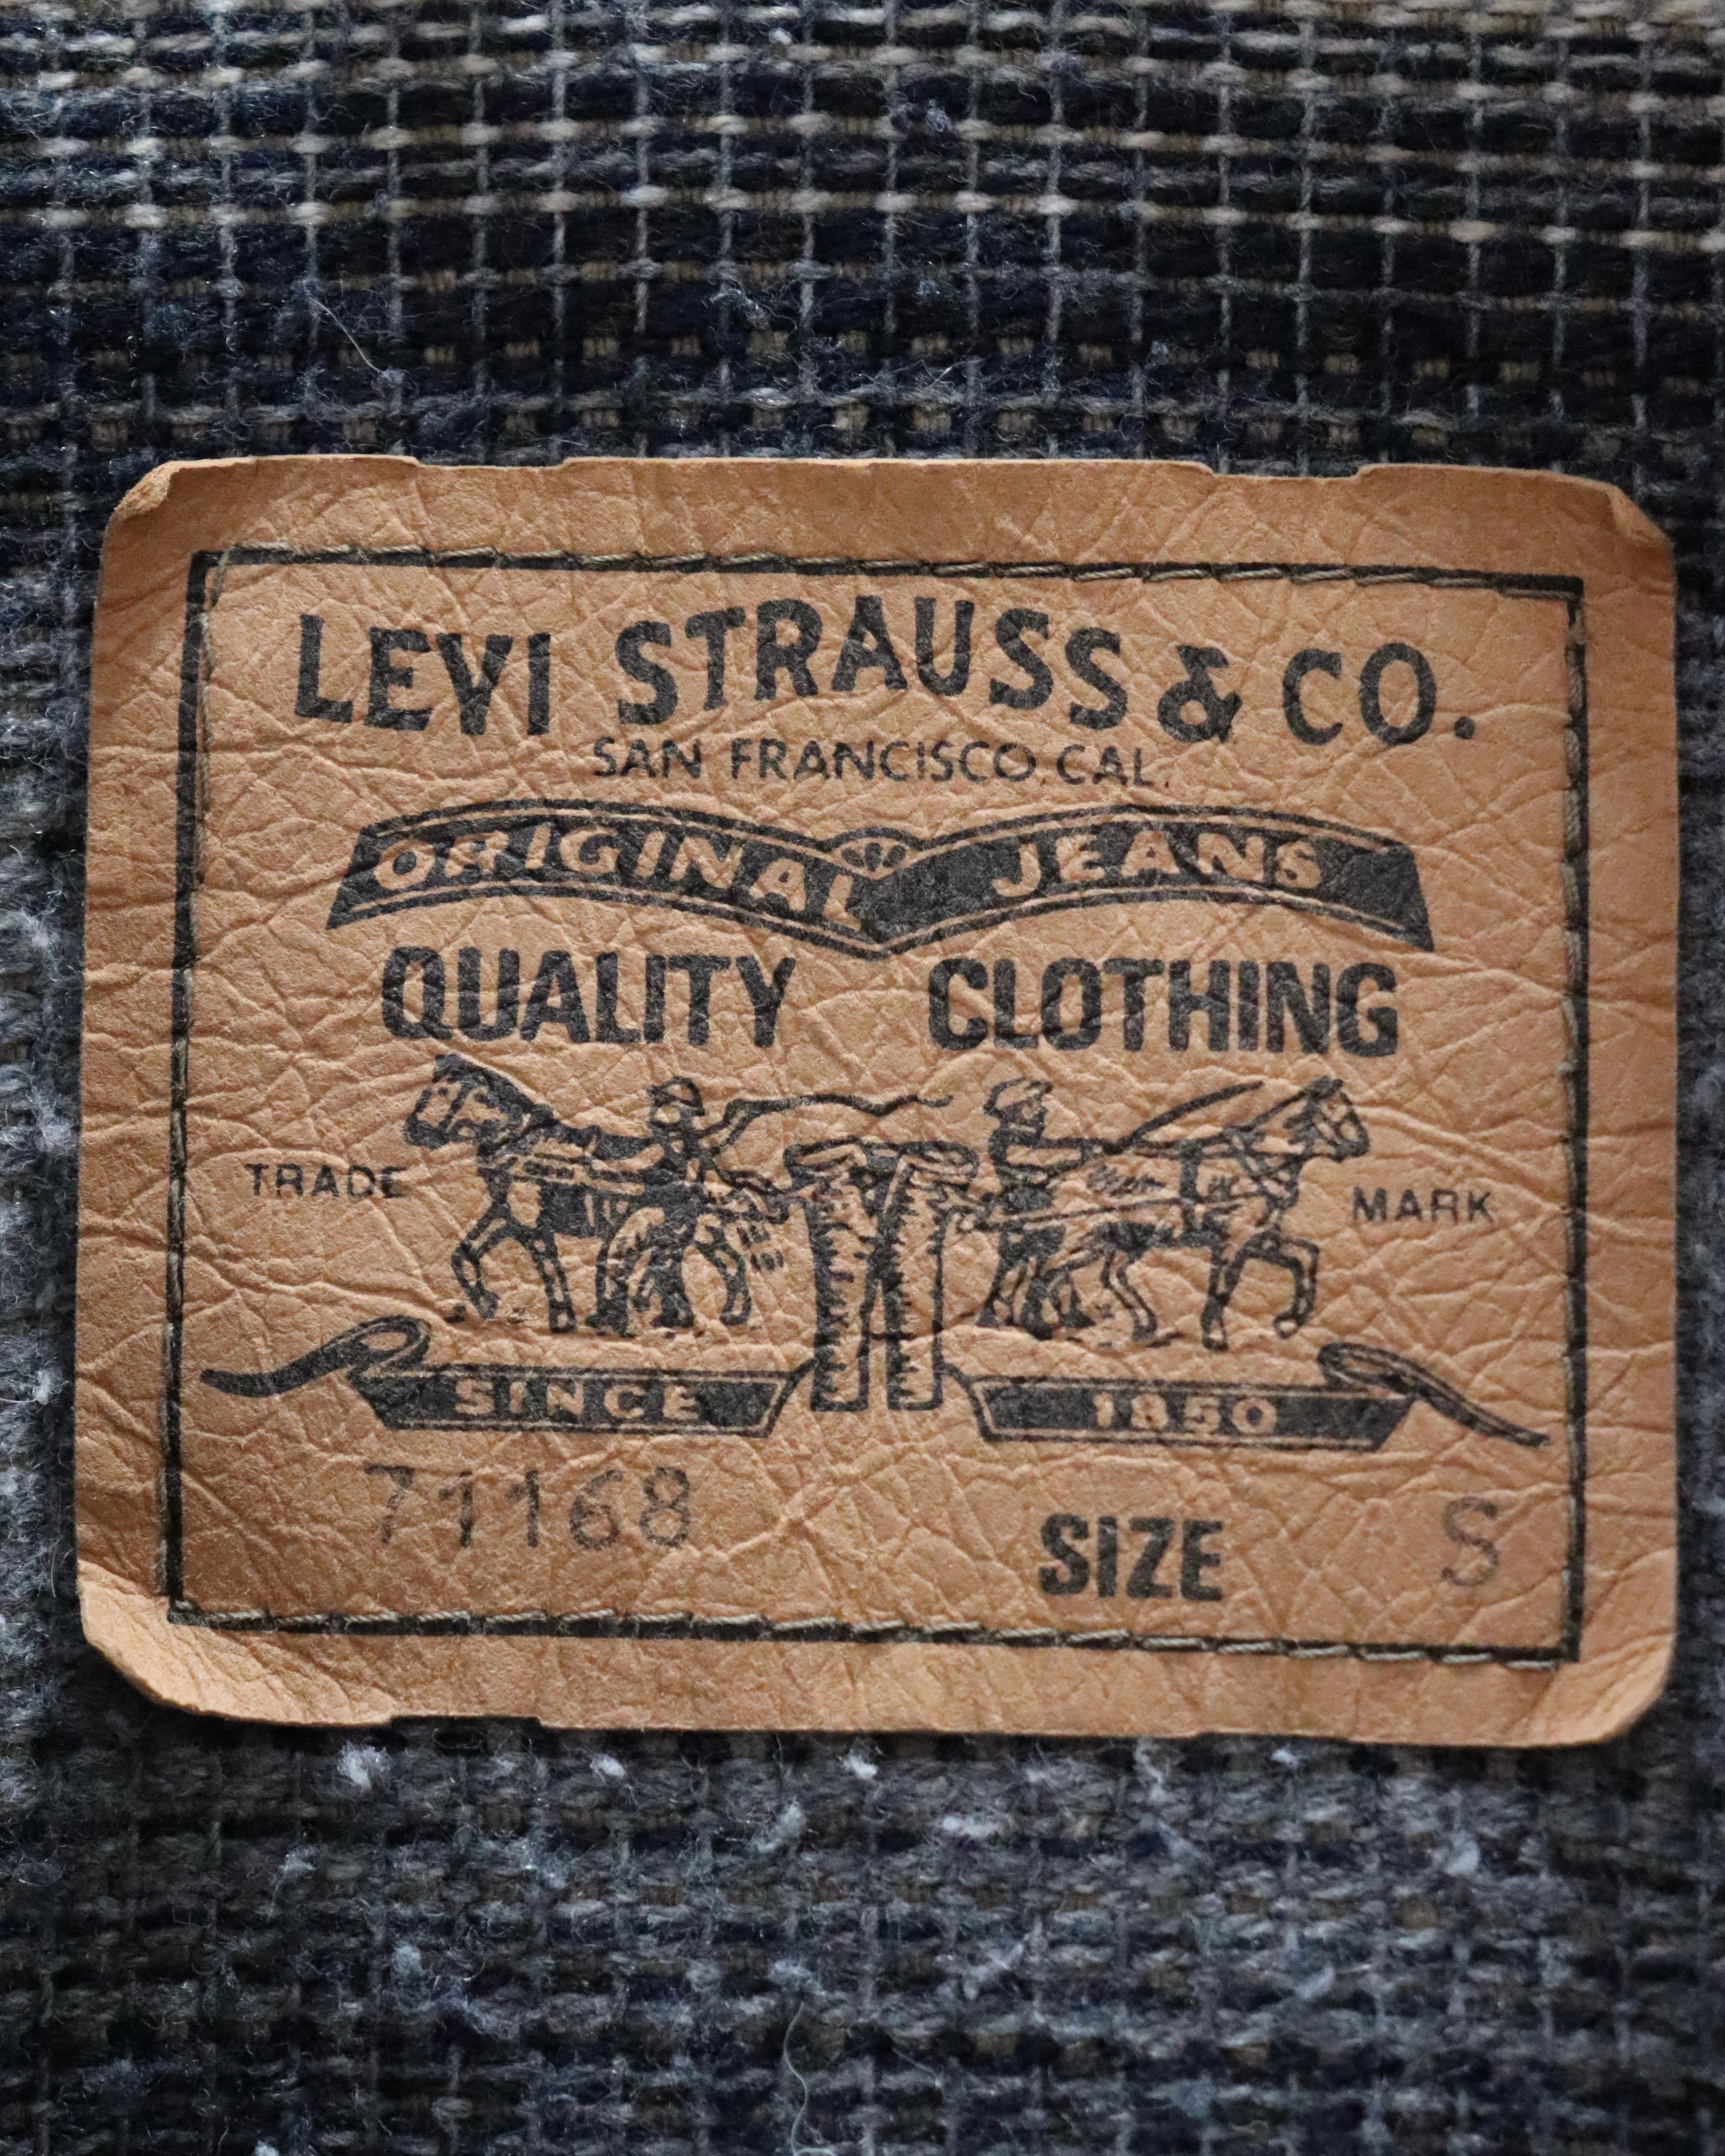 LEVI STRAUSS & CO.
SAN FRANCISCO, CAL.
ORIGINAL JEANS
QUALITY CLOTHING
TRADE MARK
SINCE 1850
71168 SIZE S